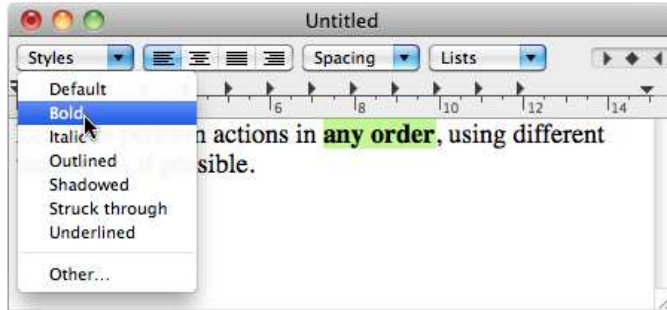 Untitled
Styles
Spacing
Lists
6
8
10
12
14
Default
Bold
Italic
Outlined
Shadowed
Struck through
Underlined
Other...
actions in any order, using different